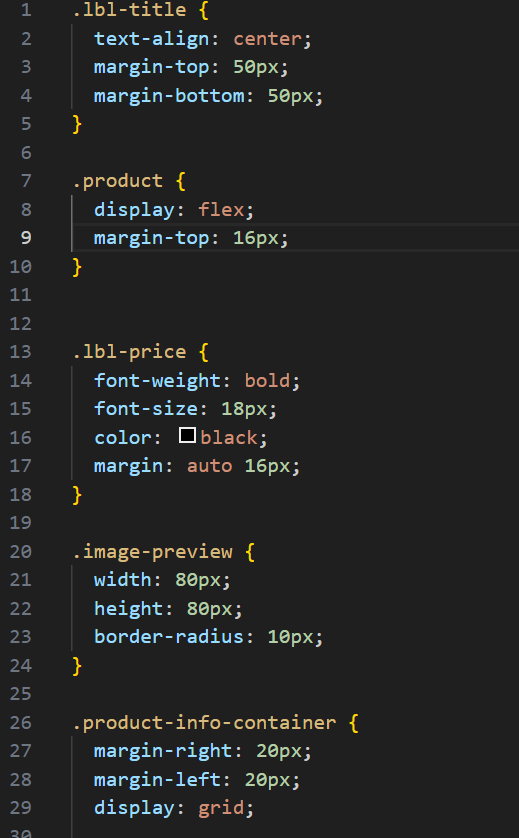 1 .lbl-title {
2 text-align: center;
3 margin-top: 50px;
4 margin-bottom: 50px;
5 }
6
7 .product {
8 display: flex;
9 margin-top: 16px;
10 }
11
12
13 .lbl-price {
14 font-weight: bold;
15 font-size: 18px;
16 color: black;
17 margin: auto 16px;
18 }
19
20 .image-preview {
21 width: 80px;
22 height: 80px;
23 border-radius: 10px;
24 }
25
26 .product-info-container {
27 margin-right: 20px;
28 margin-left: 20px;
29 display: grid;
30